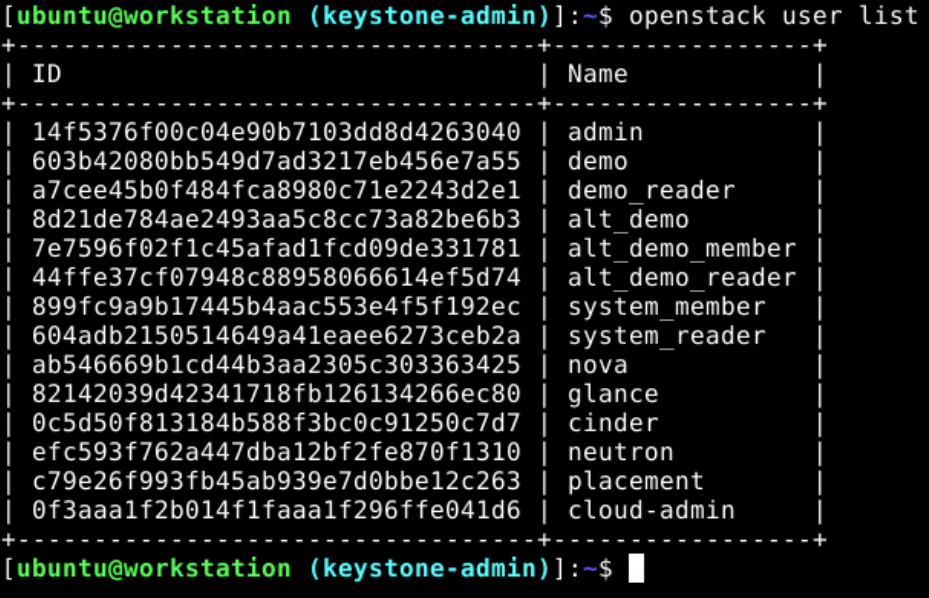 [ubuntu@workstation (keystone-admin)]:~$ openstack user list
+----------------------------------+-----------------+
| ID                               | Name            |
+----------------------------------+-----------------+
| 14f5376f00c04e90b7103dd8d4263040 | admin           |
| 603b42080bb549d7ad3217eb456e7a55 | demo            |
| a7cee45b0f484fca8980c71e2243d2e1 | demo_reader     |
| 8d21de784ae2493aa5c8cc73a82be6b3 | alt_demo        |
| 7e7596f02f1c45afad1fcd09de331781 | alt_demo_member |
| 44ffe37cf07948c88958066614ef5d74 | alt_demo_reader |
| 899fc9a9b17445b4aac553e4f5f192ec | system_member   |
| 604adb2150514649a41eaee6273ceb2a | system_reader   |
| ab546669b1cd44b3aa2305c303363425 | nova            |
| 82142039d42341718fb126134266ec80 | glance          |
| 0c5d50f813184b588f3bc0c91250c7d7 | cinder          |
| efc593f762a447dba12bf2fe870f1310 | neutron         |
| c79e26f993fb45ab939e7d0bbe12c263 | placement       |
| 0f3aaa1f2b014f1faaa1f296ffe041d6 | cloud-admin     |
+----------------------------------+-----------------+
[ubuntu@workstation (keystone-admin)]:~$